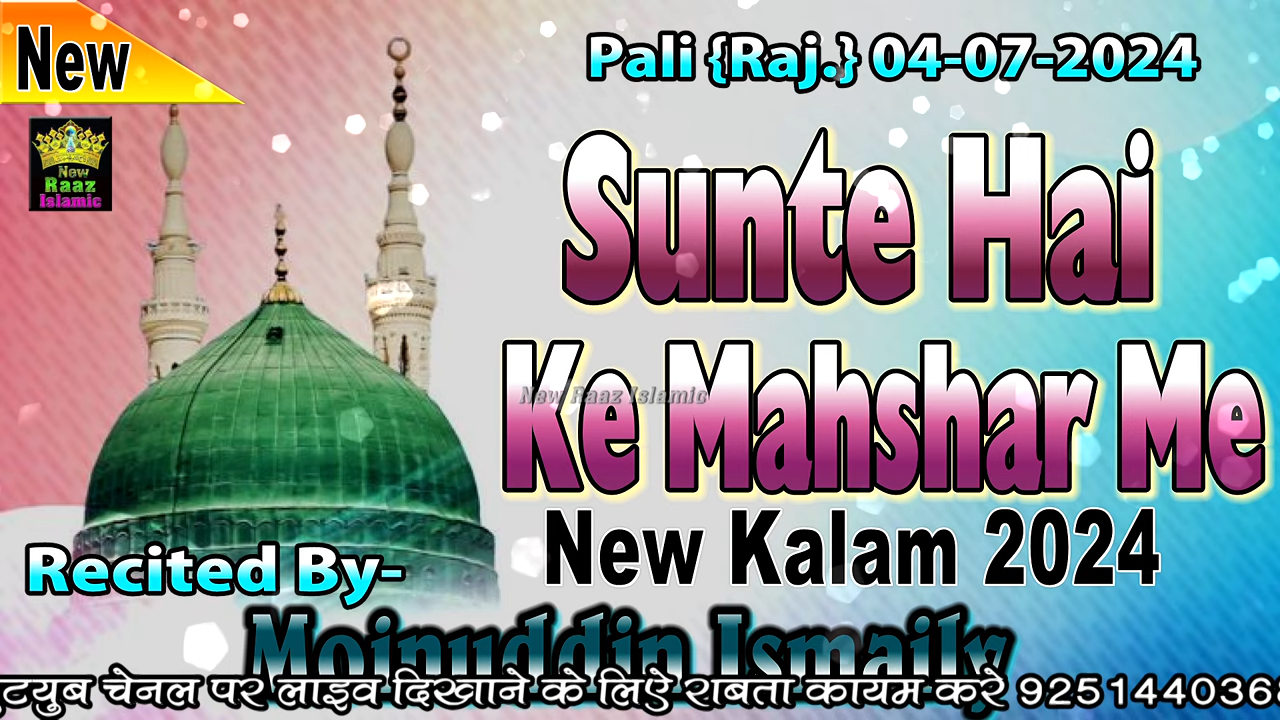 New
Pali {Raj.} 04-07-2024
New
Raaz
Islamic
Sunte Hai
Ke Mahshar Me
New Raaz Islamic
New Kalam 2024
Recited By-
Moinuddin Ismaily
चेनल पर लाइव दिखाने के लिऐ राबता कायम करे